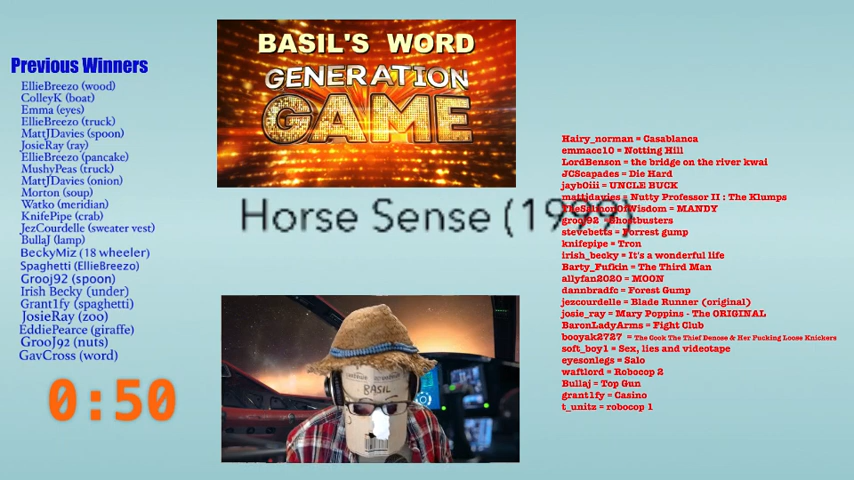 BASIL'S WORD
GENERATION
GAME
Previous Winners
EllieBreezo (wood)
ColleyK (boat)
Emma (eyes)
EllieBreezo (truck)
MattJDavies (spoon)
JosieRay (ray)
EllieBreezo (pancake)
MushyPeas (truck)
MattJDavies (onion)
Morton (soup)
Watko (meridian)
KnifePipe (crab)
JezCourdelle (sweater vest)
BullaJ (lamp)
BeckyMiz (18 wheeler)
Spaghetti (EllieBreezo)
Grooj92 (spoon)
Irish Becky (under)
Grant1fy (spaghetti)
JosieRay (zoo)
EddiePearce (giraffe)
GrooJ92 (nuts)
GavCross (word)
0:50
Horse Sense (1999)
BASIL
Hairy_norman = Casablanca
emmacc10 = Notting Hill
LordBenson = the bridge on the river kwai
JCScapades = Die Hard
jayb0iii = UNCLE BUCK
mattjdavies = Nutty Professor II : The Klumps
TheSalmonOfWisdom = MANDY
grooj92 = Ghostbusters
stevebetts = Forrest gump
knifepipe = Tron
irish_becky = It's a wonderful life
Barty_Fufkin = The Third Man
allyfan2020 = MOON
dannbradfc = Forest Gump
jezcourdelle = Blade Runner (original)
josie_ray = Mary Poppins - The ORIGINAL
BaronLadyArms = Fight Club
booyak2727 = The Cook The Thief Denose & Her Pucking Loose Knickers
soft_boy1 = Sex, lies and videotape
eyesonlegs = Salo
waftlord = Robocop 2
Bullaj = Top Gun
grant1fy = Casino
t_unitz = robocop 1